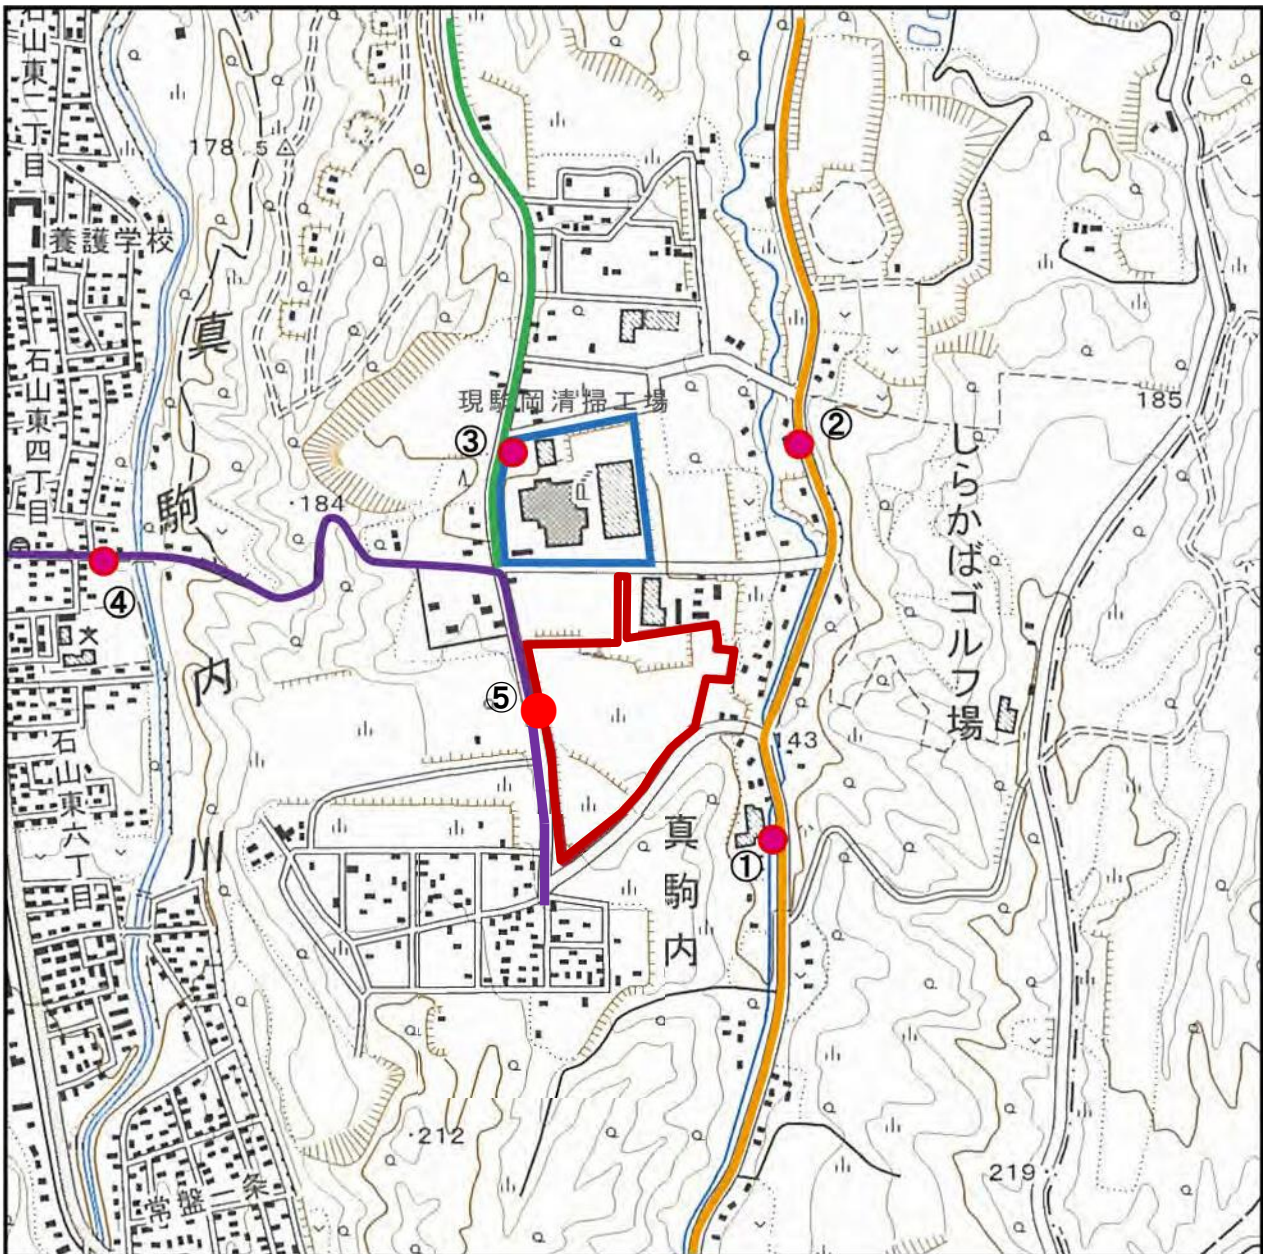 石山東二丁目
178.5
養護学校
真駒内川
石山東四丁目
現駒岡清掃工場
③
②
185
184
④
しらかばゴルフ場
⑤
143
石山東六丁目
真駒内
①
212
219
常盤一条